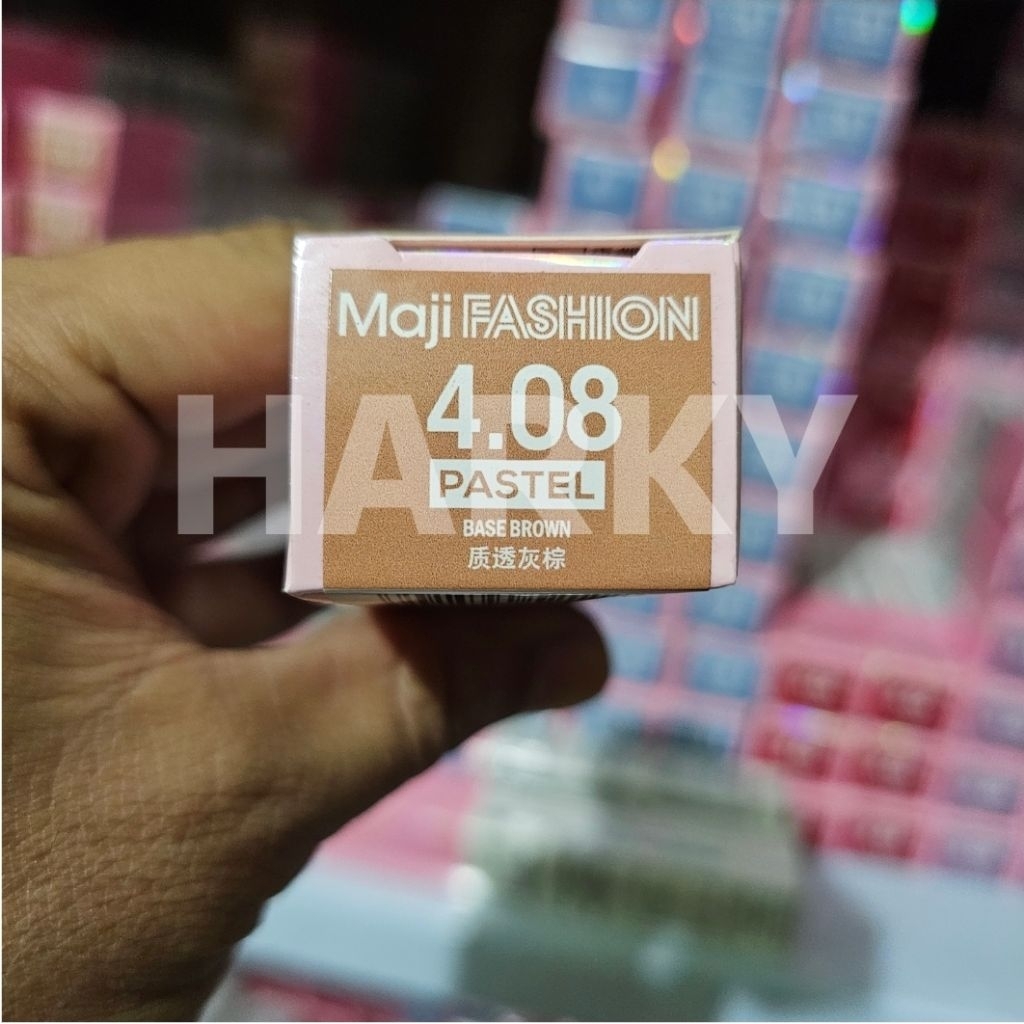 Maji FASHION
4.08
HARKY
PASTEL
BASE BROWN
质透灰棕